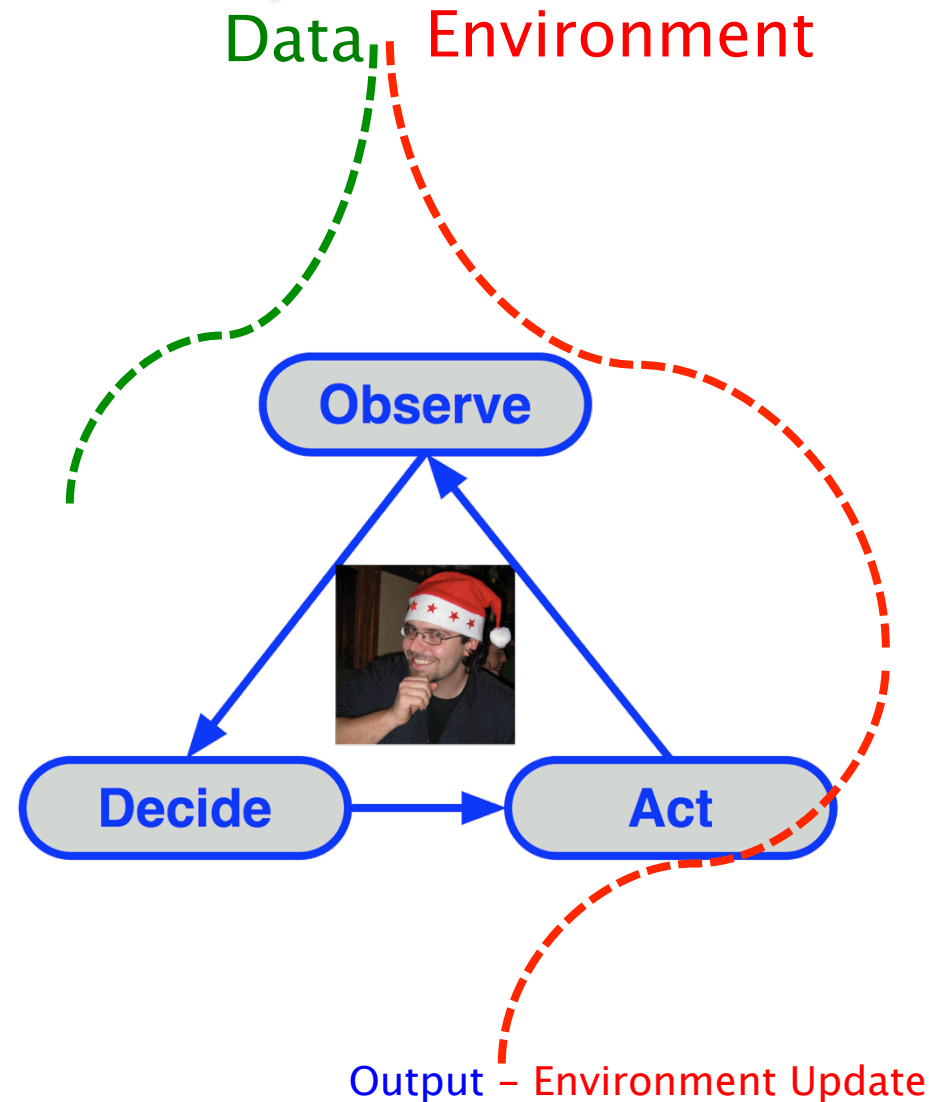 Data Environment
Observe
Decide Act
Output – Environment Update